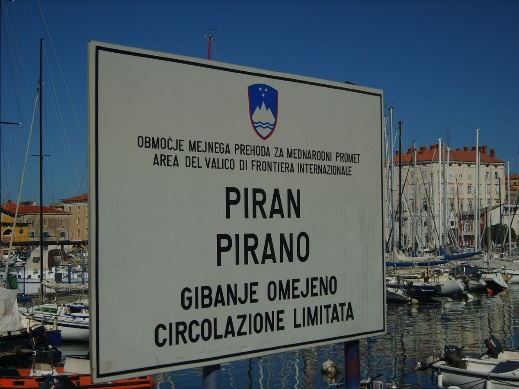 OBMOČJE MEJNEGA PREHODA ZA MEDNARODNI PROMET
AREA DEL VALICO DI FRONTIERA INTERNAZIONALE
PIRAN
PIRANO
GIBANJE OMEJENO
CIRCOLAZIONE LIMITATA